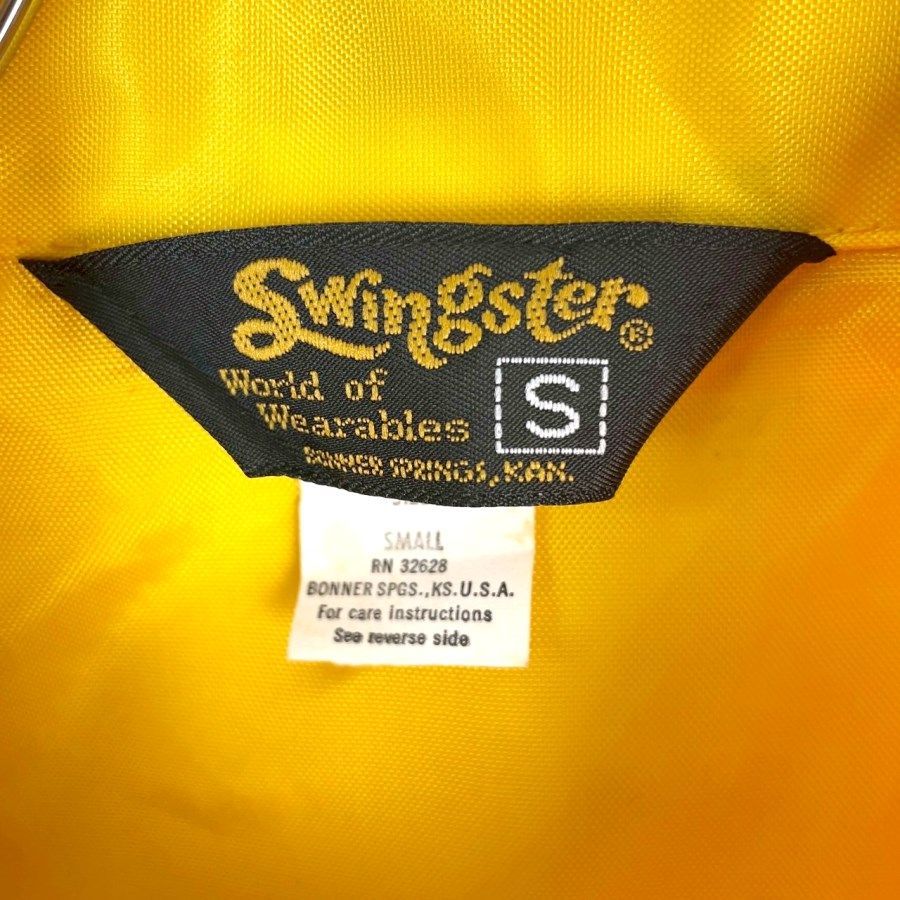 Swingster®
World of
Wearables
S
BONNER SPRINGS, KAN.
SMALL
RN 32628
BONNER SPGS.,KS.U.S.A.
For care instructions
See reverse side